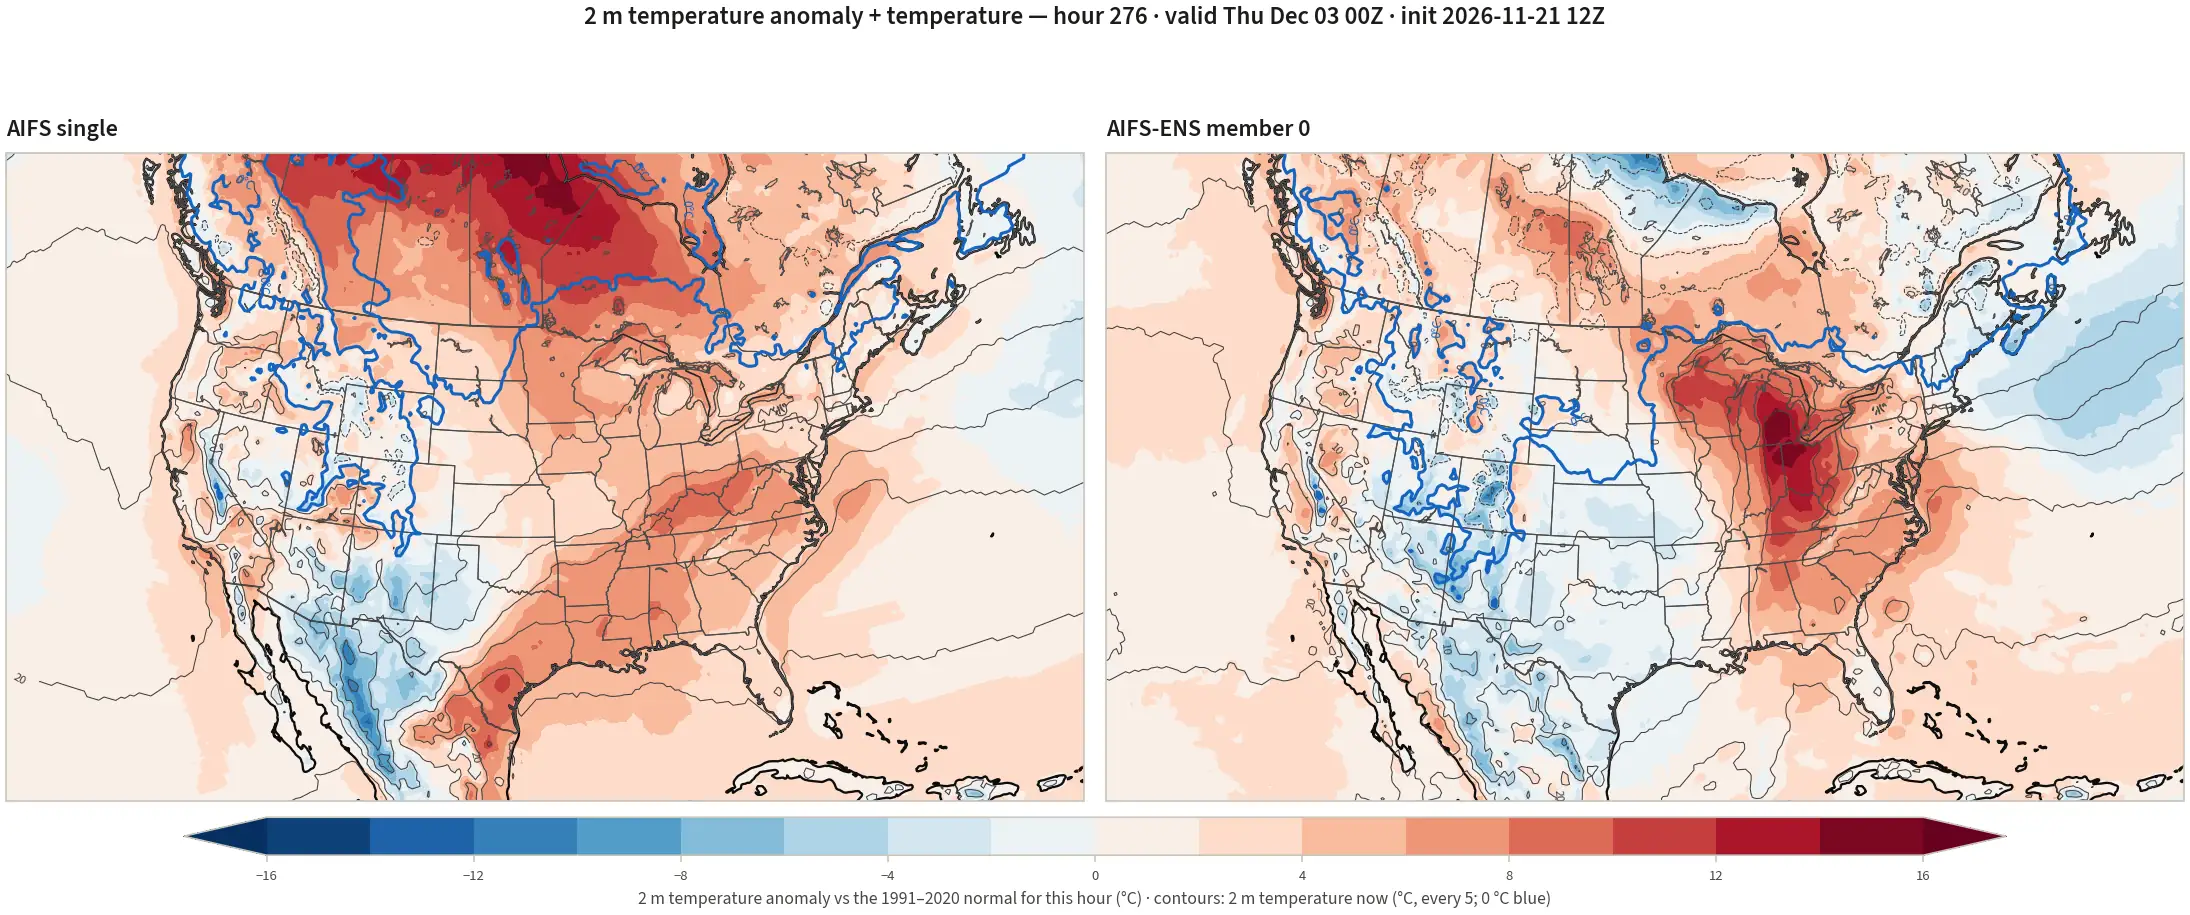 2 m temperature anomaly + temperature — hour 276 · valid Thu Dec 03 00Z · init 2026-11-21 12Z
AIFS single
AIFS-ENS member 0
20
20
20
−16 −12 −8 −4 0 4 8 12 16
2 m temperature anomaly vs the 1991–2020 normal for this hour (°C) · contours: 2 m temperature now (°C, every 5; 0 °C blue)